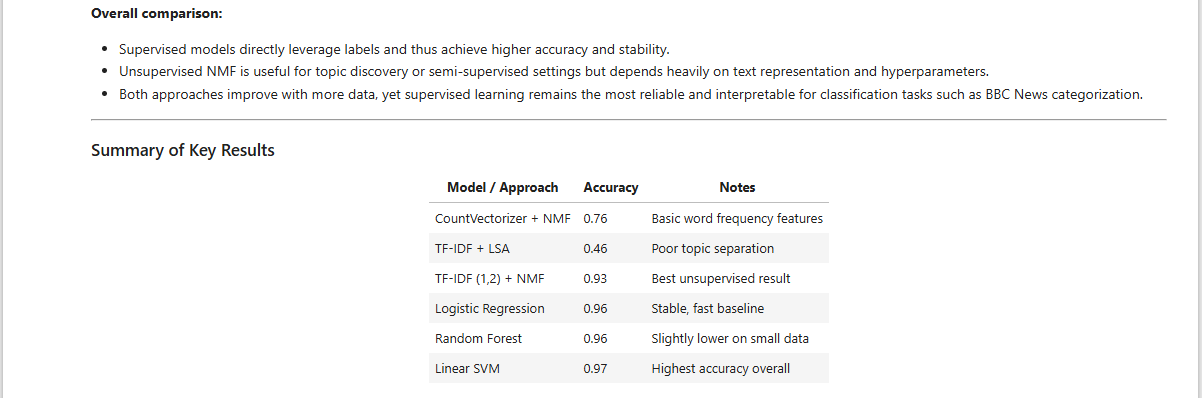 Overall comparison:
• Supervised models directly leverage labels and thus achieve higher accuracy and stability.
• Unsupervised NMF is useful for topic discovery or semi-supervised settings but depends heavily on text representation and hyperparameters.
• Both approaches improve with more data, yet supervised learning remains the most reliable and interpretable for classification tasks such as BBC News categorization.
Summary of Key Results
Model / Approach Accuracy Notes
CountVectorizer + NMF 0.76 Basic word frequency features
TF-IDF + LSA 0.46 Poor topic separation
TF-IDF (1,2) + NMF 0.93 Best unsupervised result
Logistic Regression 0.96 Stable, fast baseline
Random Forest 0.96 Slightly lower on small data
Linear SVM 0.97 Highest accuracy overall